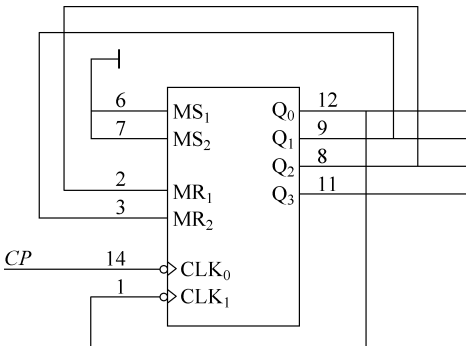 6 MS₁ Q₀ 12
7 MS₂ Q₁ 9
Q₂ 8
2 MR₁ Q₃ 11
3 MR₂
CP 14 CLK₀
1 CLK₁